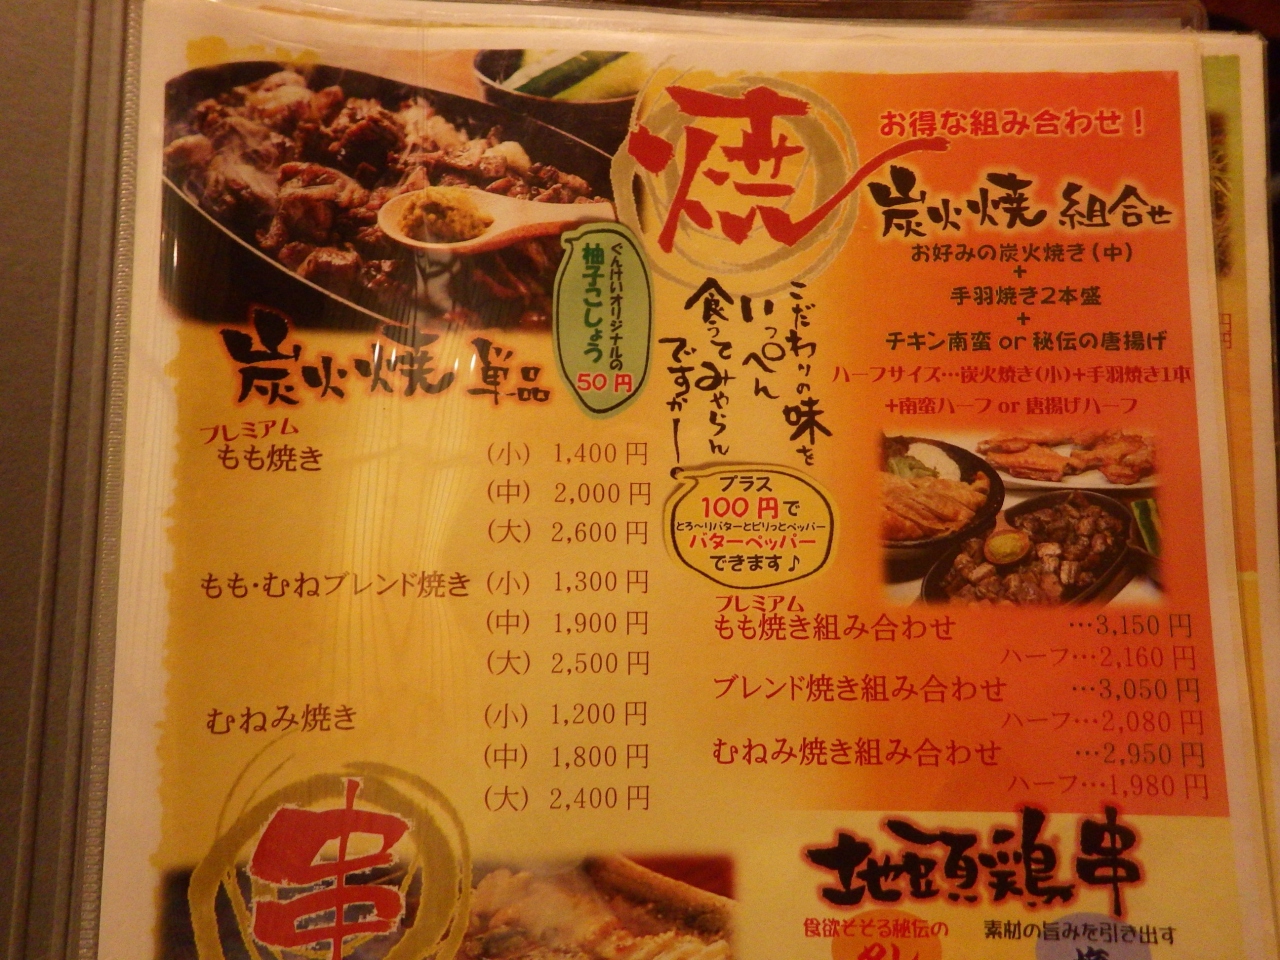 焼
炭火焼 単品
ぐんけいオリジナルの
柚子こしょう
50円
プレミアム
もも焼き
(小) 1,400円
(中) 2,000円
(大) 2,600円
もも・むねブレンド焼き (小) 1,300円
(中) 1,900円
(大) 2,500円
むねみ焼き (小) 1,200円
(中) 1,800円
(大) 2,400円
こだわりの味を
いっぺん
食ってみやらん
ですかー。
プラス
100円で
とろ〜りバターとピリっとペッパー
バターペッパー
できます♪
お得な組み合わせ！
炭火焼 組合せ
お好みの炭火焼き(中)
+
手羽焼き2本盛
+
チキン南蛮 or 秘伝の唐揚げ
ハーフサイズ…炭火焼き(小)+手羽焼き1本
+南蛮ハーフ or 唐揚げハーフ
プレミアム
もも焼き組み合わせ …3,150円
ハーフ…2,160円
ブレンド焼き組み合わせ …3,050円
ハーフ…2,080円
むねみ焼き組み合わせ …2,950円
ハーフ…1,980円
串
地頭鶏串
食欲そそる秘伝の
素材の旨みを引き出す